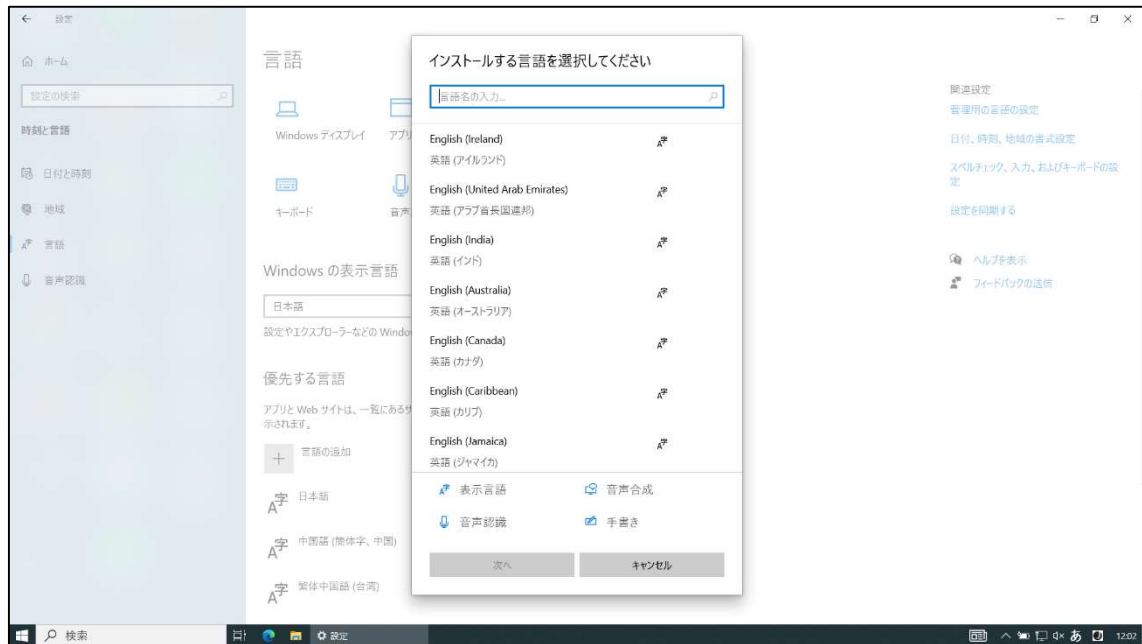 設定
ホーム
設定の検索
時刻と言語
日付と時刻
地域
言語
音声認識
言語
Windows ディスプレイ
アプリ
キーボード
音声
Windows の表示言語
日本語
設定やエクスプローラーなどの Window
優先する言語
アプリと Web サイトは、一覧にあるサ
示されます。
言語の追加
日本語
中国語 (簡体字、中国)
繁体中国語 (台湾)
インストールする言語を選択してください
言語名の入力...
English (Ireland)
英語 (アイルランド)
English (United Arab Emirates)
英語 (アラブ首長国連邦)
English (India)
英語 (インド)
English (Australia)
英語 (オーストラリア)
English (Canada)
英語 (カナダ)
English (Caribbean)
英語 (カリブ)
English (Jamaica)
英語 (ジャマイカ)
表示言語
音声合成
音声認識
手書き
次へ
キャンセル
関連設定
管理用の言語の設定
日付、時刻、地域の書式設定
スペルチェック、入力、およびキーボードの設
定
設定を同期する
ヘルプを表示
フィードバックの送信
検索
設定
あ
12:02